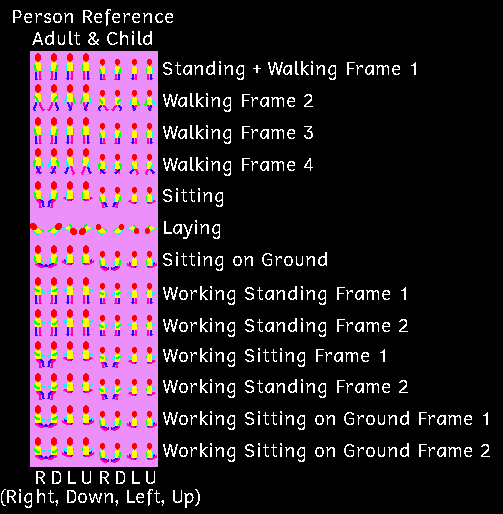 Person Reference
Adult & Child
Standing + Walking Frame 1
Walking Frame 2
Walking Frame 3
Walking Frame 4
Sitting
Laying
Sitting on Ground
Working Standing Frame 1
Working Standing Frame 2
Working Sitting Frame 1
Working Standing Frame 2
Working Sitting on Ground Frame 1
Working Sitting on Ground Frame 2
R D L U R D L U
(Right, Down, Left, Up)